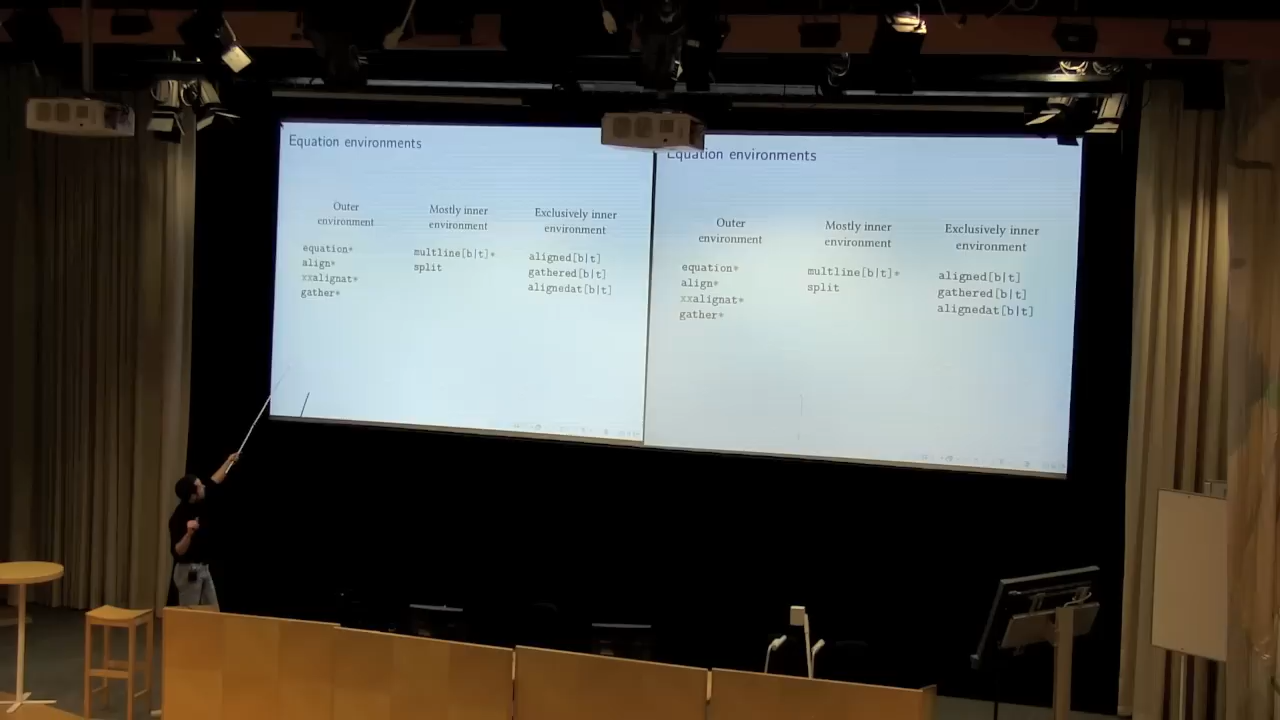 Equation environments
Outer
environment
equation*
align*
xxalignat*
gather*
Mostly inner
environment
multline[b|t]*
split
Exclusively inner
environment
aligned[b|t]
gathered[b|t]
alignedat[b|t]
Equation environments
Outer
environment
equation*
align*
xxalignat*
gather*
Mostly inner
environment
multline[b|t]*
split
Exclusively inner
environment
aligned[b|t]
gathered[b|t]
alignedat[b|t]